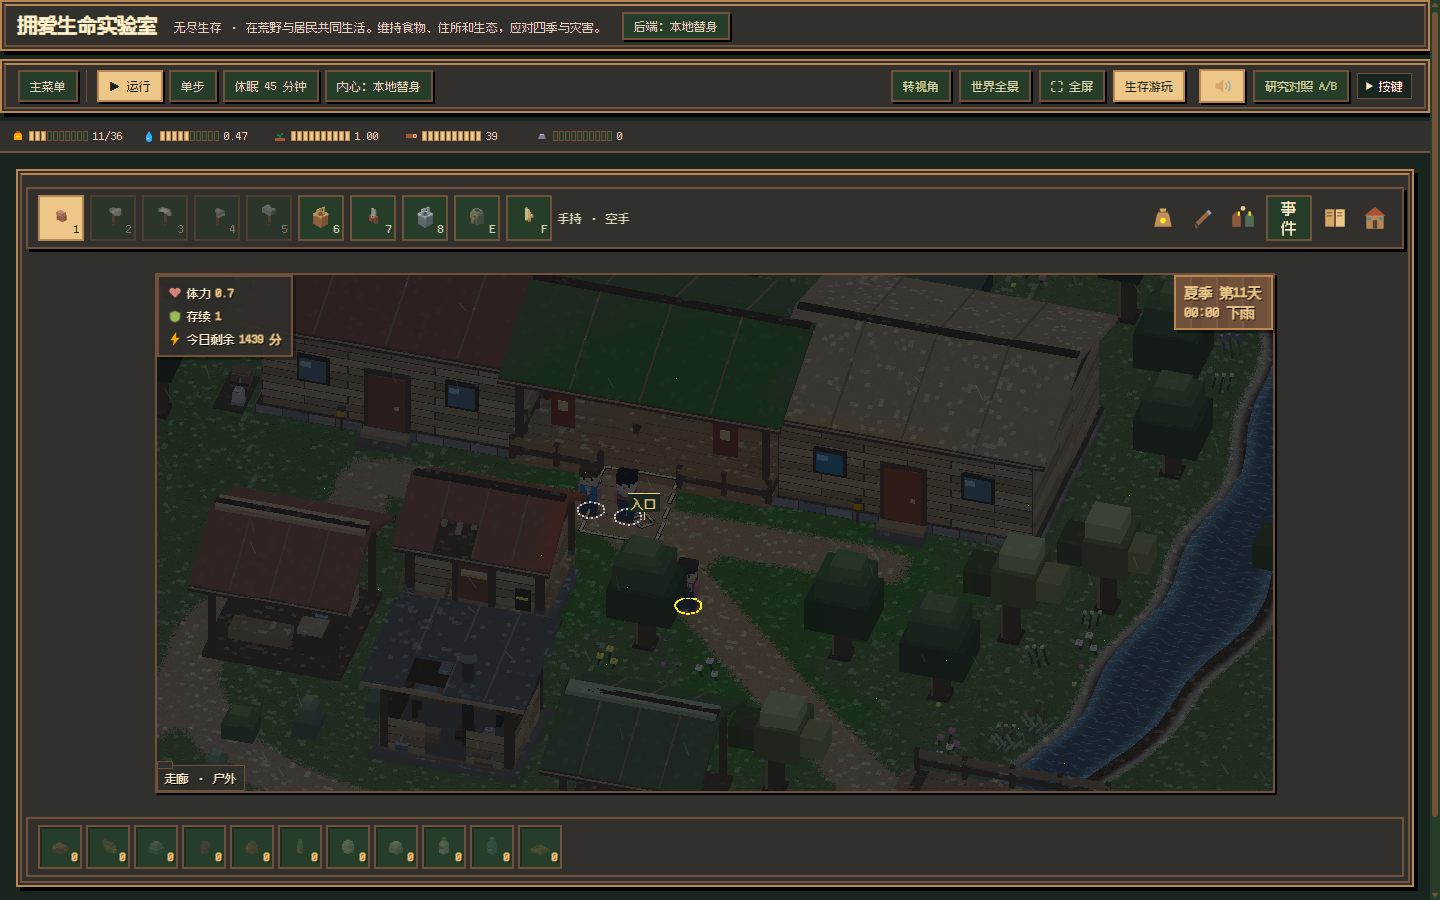 拥爱生命实验室 无尽生存 · 在荒野与居民共同生活。维持食物、住所和生态，应对四季与灾害。 后端：本地替身
主菜单 ▶ 运行 单步 休眠 45 分钟 内心：本地替身 转视角 世界全景 全屏 生存游玩 研究对照 A/B ▶ 按键
11/36 0.47 1.00 39 0
1 2 3 4 5 6 7 8 E F 手持 · 空手 事件
体力 0.7
存续 1
今日剩余 1439 分
夏季 第11天
00:00 下雨
入口
走廊 · 户外
0 0 0 0 0 0 0 0 0 0 0